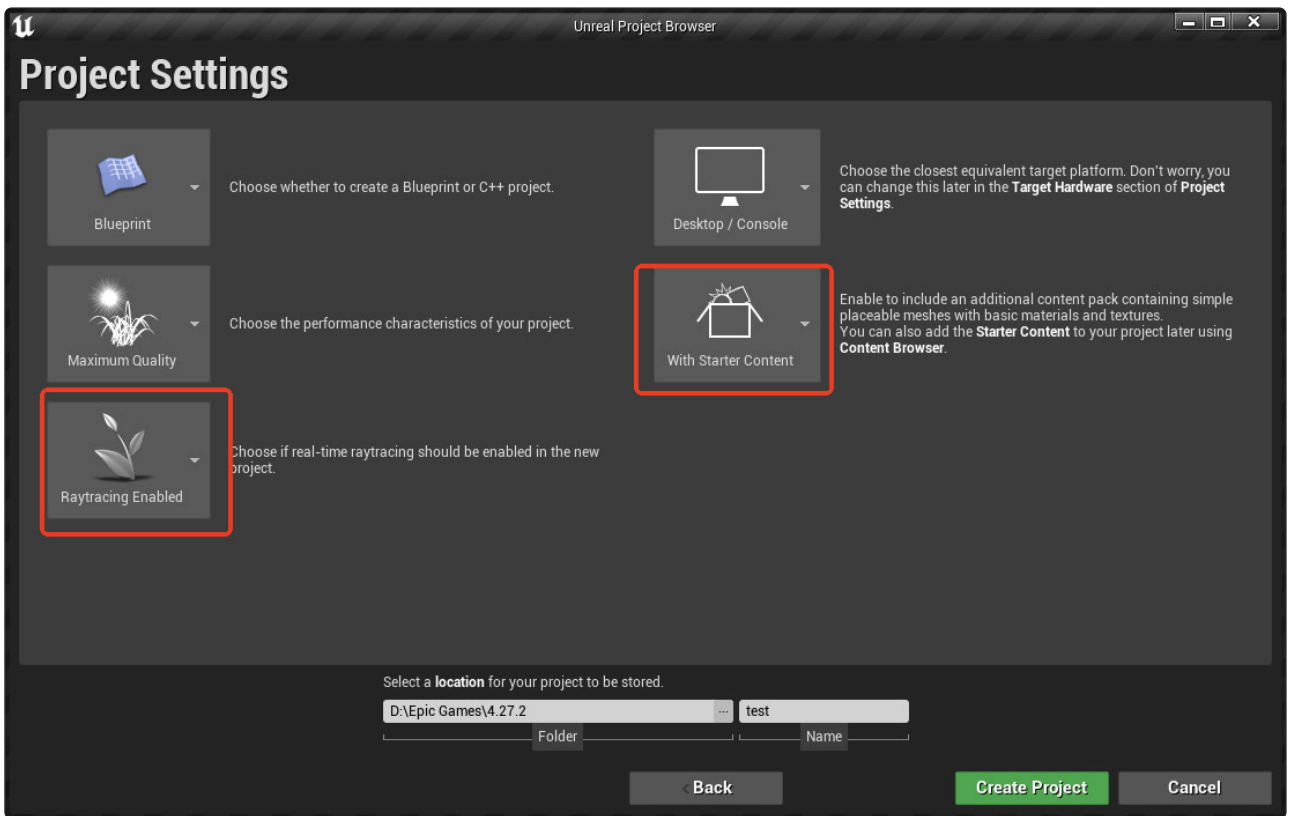 Unreal Project Browser
Project Settings
Blueprint
Choose whether to create a Blueprint or C++ project.
Desktop / Console
Choose the closest equivalent target platform. Don't worry, you
can change this later in the Target Hardware section of Project
Settings.
Maximum Quality
Choose the performance characteristics of your project.
With Starter Content
Enable to include an additional content pack containing simple
placeable meshes with basic materials and textures.
You can also add the Starter Content to your project later using
Content Browser.
Raytracing Enabled
Choose if real-time raytracing should be enabled in the new
project.
Select a location for your project to be stored.
D:\Epic Games\4.27.2
...
test
Folder
Name
Back
Create Project
Cancel